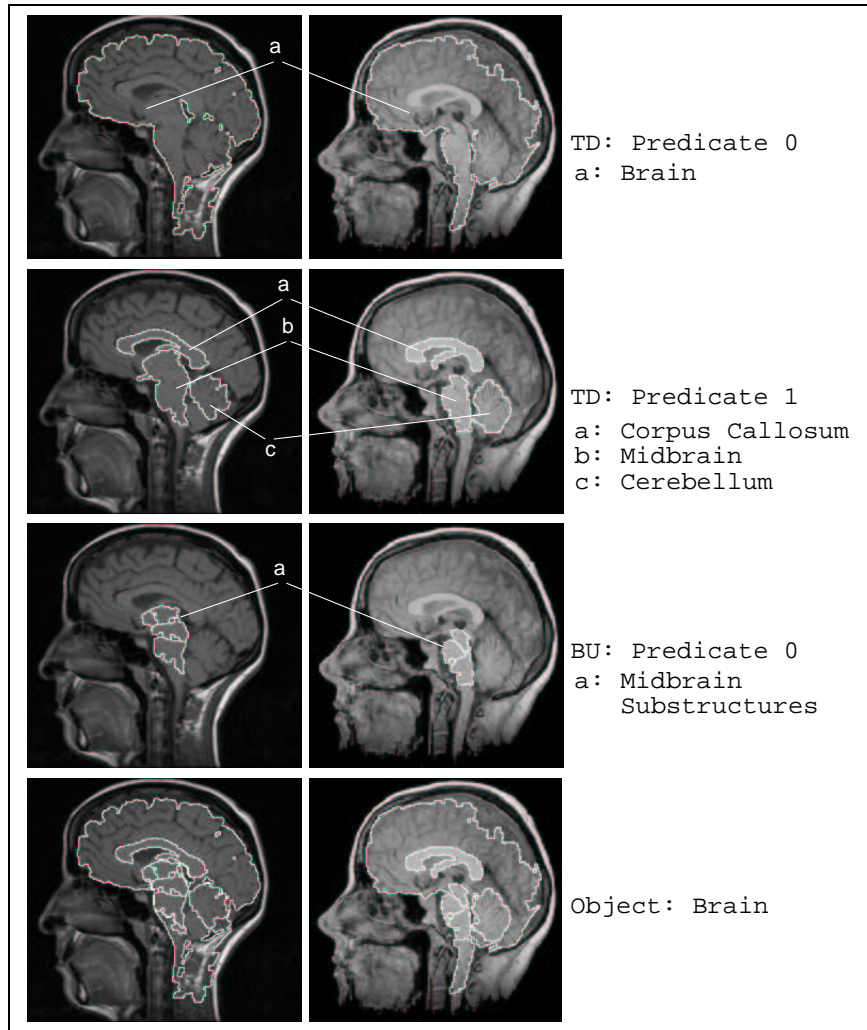 a
TD: Predicate 0
a: Brain
a
b
c
TD: Predicate 1
a: Corpus Callosum
b: Midbrain
c: Cerebellum
a
BU: Predicate 0
a: Midbrain
Substructures
Object: Brain